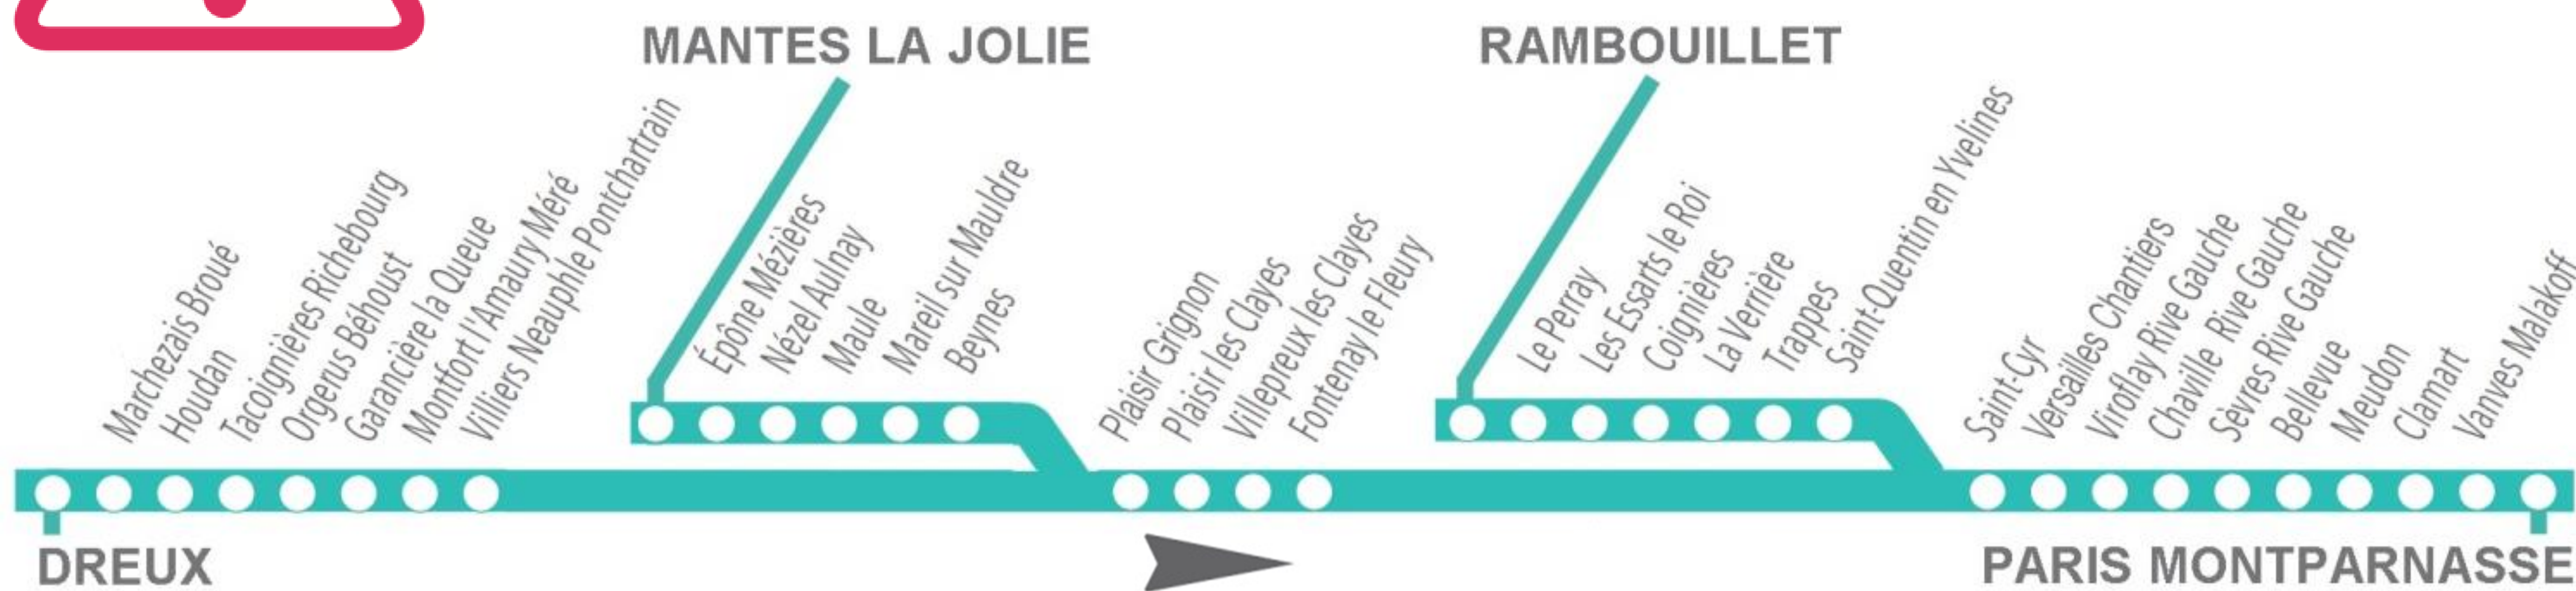 MANTES LA JOLIE
RAMBOUILLET
Marchezais Broué
Houdan
Tacoignières Richebourg
Orgerus Béhoust
Garancière la Queue
Montfort l'Amaury Méré
Villiers Neauphle Pontchartrain
Épône Mézières
Nézel Aulnay
Maule
Mareil sur Mauldre
Beynes
Plaisir Grignon
Plaisir les Clayes
Villepreux les Clayes
Fontenay le Fleury
Le Perray
Les Essarts le Roi
Coignières
La Verrière
Trappes
Saint-Quentin en Yvelines
Saint-Cyr
Versailles Chantiers
Viroflay Rive Gauche
Chaville Rive Gauche
Sèvres Rive Gauche
Bellevue
Meudon
Clamart
Vanves Malakoff
DREUX
PARIS MONTPARNASSE